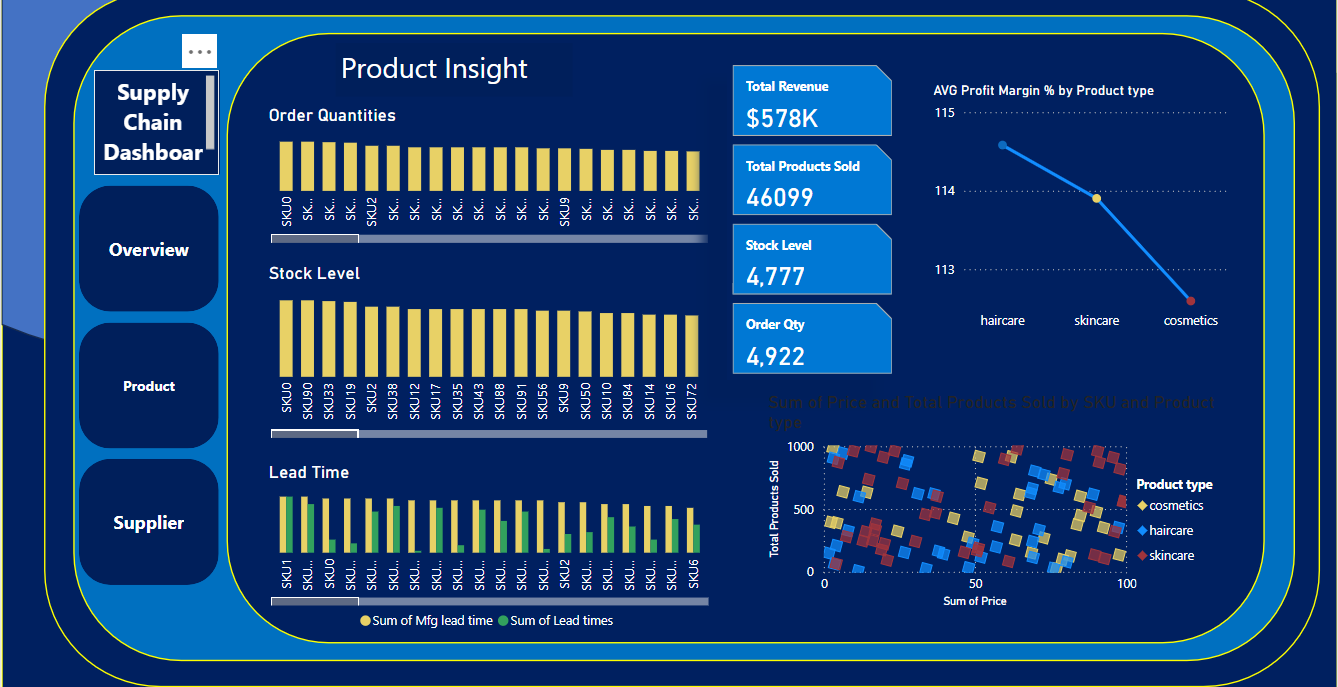 ...
Supply
Chain
Dashboar
Overview
Product
Supplier
Product Insight
Order Quantities
SKU0 SK... SK... SK... SKU2 SK... SK... SK... SK... SK... SK... SK... SK... SKU9 SK... SK... SK... SK... SK... SK...
Stock Level
SKU0 SKU90 SKU33 SKU19 SKU2 SKU38 SKU12 SKU17 SKU35 SKU43 SKU88 SKU91 SKU56 SKU9 SKU50 SKU10 SKU84 SKU14 SKU16 SKU72
Lead Time
SKU1 SKU... SKU0 SKU... SKU... SKU... SKU... SKU... SKU... SKU... SKU... SKU... SKU... SKU2 SKU... SKU... SKU... SKU... SKU... SKU6
Sum of Mfg lead time Sum of Lead times
Total Revenue
$578K
Total Products Sold
46099
Stock Level
4,777
Order Qty
4,922
AVG Profit Margin % by Product type
115
114
113
haircare skincare cosmetics
Sum of Price and Total Products Sold by SKU and Product
type
Total Products Sold
1000
500
0
0 50 100
Sum of Price
Product type
cosmetics
haircare
skincare